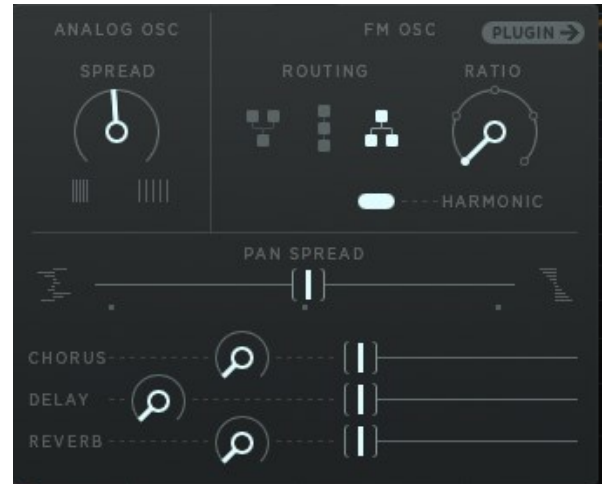 ANALOG OSC
FM OSC
PLUGIN
SPREAD
ROUTING
RATIO
HARMONIC
PAN SPREAD
CHORUS
DELAY
REVERB